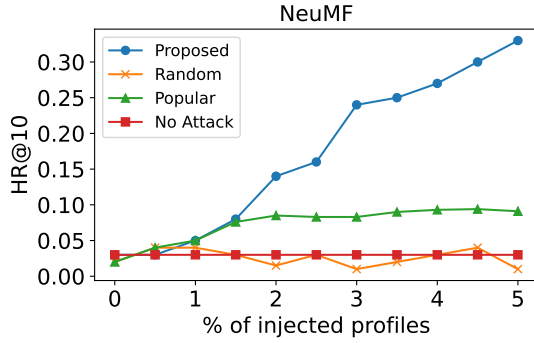 NeuMF
Proposed
Random
Popular
No Attack
HR@10
0.30
0.25
0.20
0.15
0.10
0.05
0.00
0 1 2 3 4 5
% of injected profiles